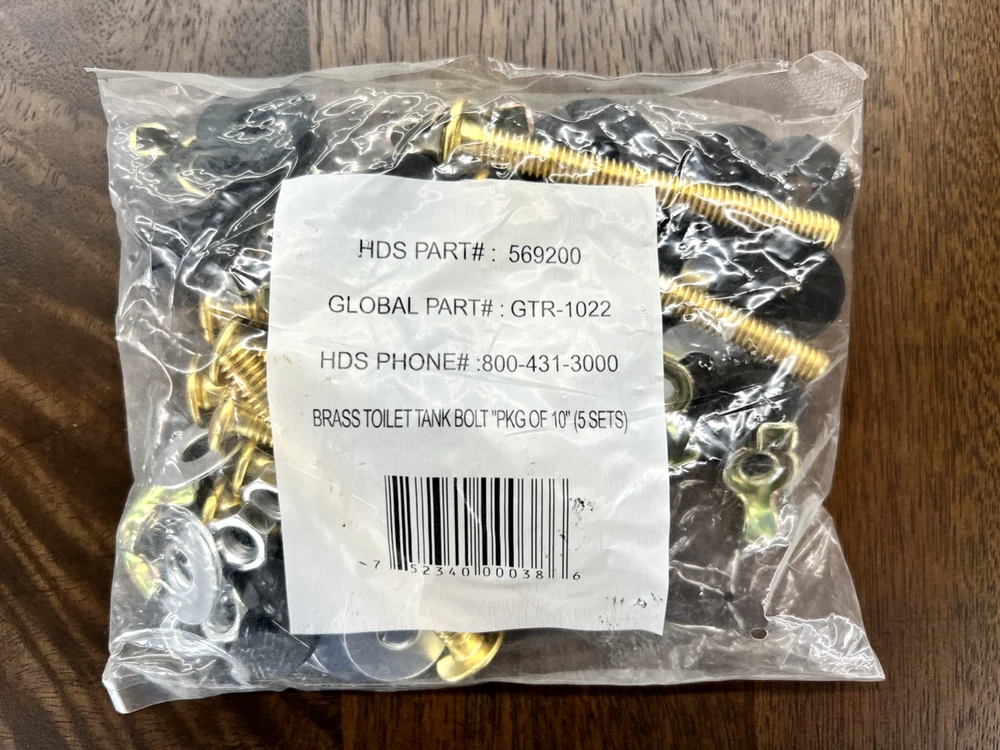 HDS PART# : 569200
GLOBAL PART# : GTR-1022
HDS PHONE# :800-431-3000
BRASS TOILET TANK BOLT "PKG OF 10" (5 SETS)
7 52340 00038 6